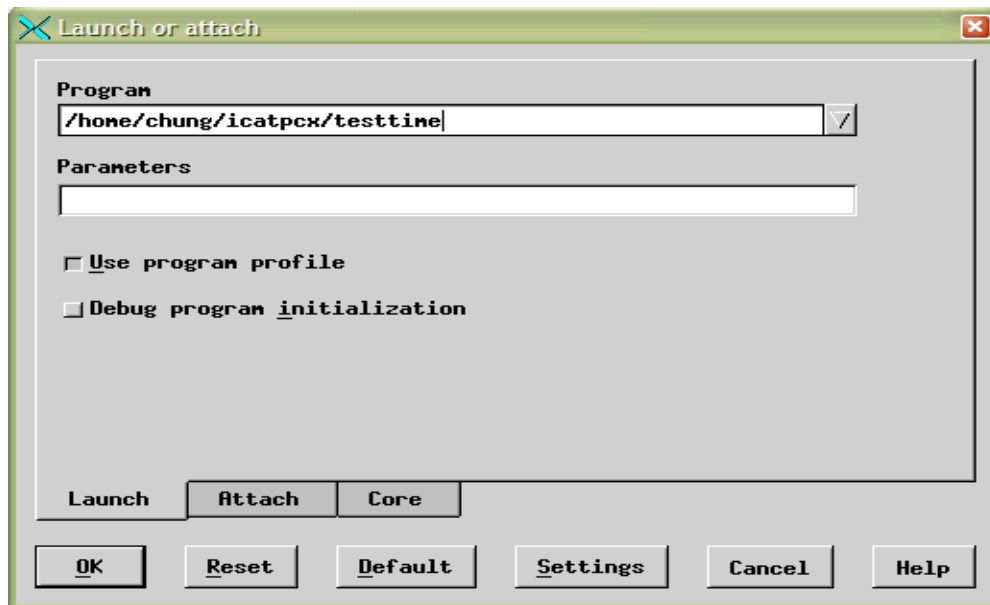 Launch or attach
Program
/home/chung/icatpcx/testtime
Parameters
Use program profile
Debug program initialization
Launch Attach Core
OK Reset Default Settings Cancel Help